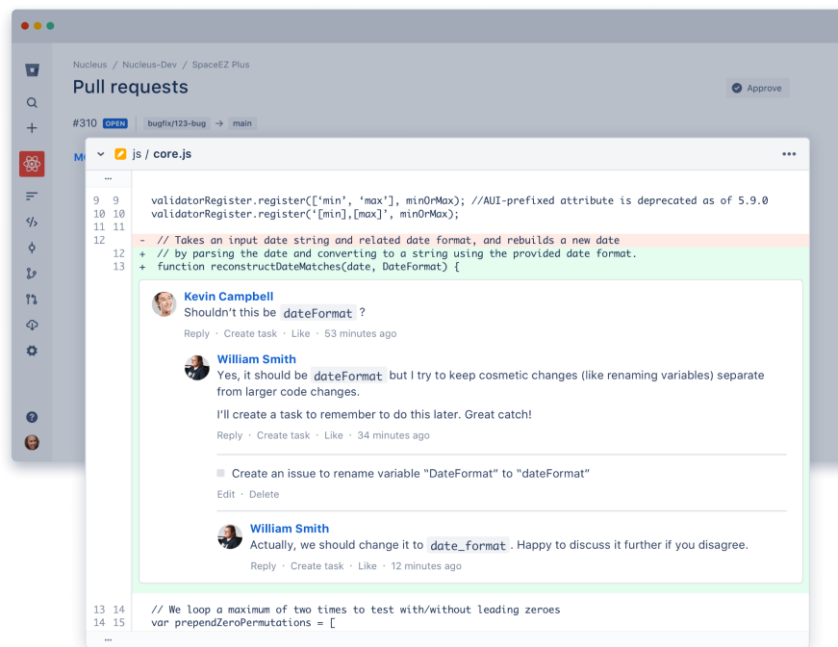 Nucleus / Nucleus-Dev / SpaceEZ Plus
Pull requests
Approve
#310 OPEN bugfix/123-bug → main
js / core.js
9 9 validatorRegister.register([‘min’, ‘max’], minOrMax); //AUI-prefixed attribute is deprecated as of 5.9.0
10 10 validatorRegister.register(‘[min],[max]’, minOrMax);
11 11
12 - // Takes an input date string and related date format, and rebuilds a new date
12 + // by parsing the date and converting to a string using the provided date format.
13 + function reconstructDateMatches(date, DateFormat) {
Kevin Campbell
Shouldn’t this be dateFormat ?
Reply · Create task · Like · 53 minutes ago
William Smith
Yes, it should be dateFormat but I try to keep cosmetic changes (like renaming variables) separate
from larger code changes.
I’ll create a task to remember to do this later. Great catch!
Reply · Create task · Like · 34 minutes ago
Create an issue to rename variable “DateFormat” to “dateFormat”
Edit · Delete
William Smith
Actually, we should change it to date_format . Happy to discuss it further if you disagree.
Reply · Create task · Like · 12 minutes ago
13 14 // We loop a maximum of two times to test with/without leading zeroes
14 15 var prependZeroPermutations = [